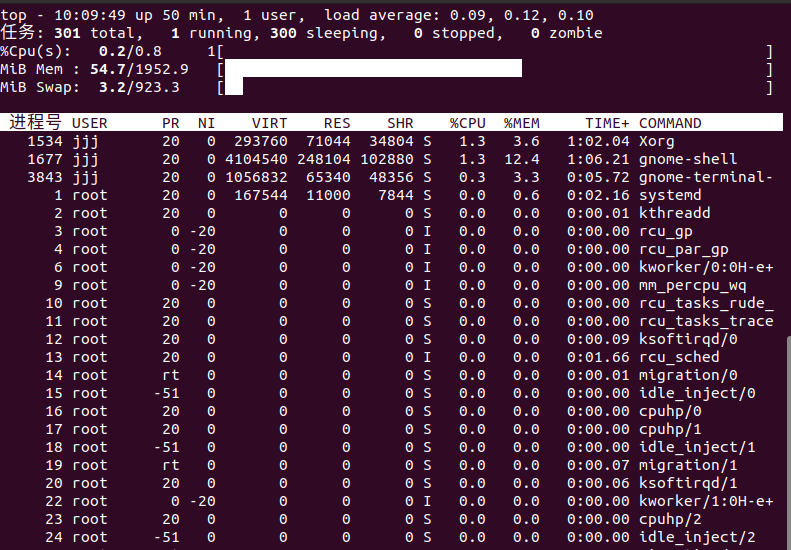 top - 10:09:49 up 50 min,  1 user,  load average: 0.09, 0.12, 0.10
任务: 301 total,   1 running, 300 sleeping,   0 stopped,   0 zombie
%Cpu(s):   0.2/0.8     1[                                                            ]
MiB Mem : 54.7/1952.9   [                                                            ]
MiB Swap:  3.2/923.3    [                                                            ]
进程号 USER      PR  NI    VIRT    RES    SHR S  %CPU  %MEM     TIME+ COMMAND
1534 jjj       20   0  293760  71044  34804 S   1.3   3.6   1:02.04 Xorg
1677 jjj       20   0 4104540 248104 102880 S   1.3  12.4   1:06.21 gnome-shell
3843 jjj       20   0 1056832  65340  48356 S   0.3   3.3   0:05.72 gnome-terminal-
1 root      20   0  167544  11000   7844 S   0.0   0.6   0:02.16 systemd
2 root      20   0       0      0      0 S   0.0   0.0   0:00.01 kthreadd
3 root       0 -20       0      0      0 I   0.0   0.0   0:00.00 rcu_gp
4 root       0 -20       0      0      0 I   0.0   0.0   0:00.00 rcu_par_gp
6 root       0 -20       0      0      0 I   0.0   0.0   0:00.00 kworker/0:0H-e+
9 root       0 -20       0      0      0 I   0.0   0.0   0:00.00 mm_percpu_wq
10 root      20   0       0      0      0 S   0.0   0.0   0:00.00 rcu_tasks_rude_
11 root      20   0       0      0      0 S   0.0   0.0   0:00.00 rcu_tasks_trace
12 root      20   0       0      0      0 S   0.0   0.0   0:00.09 ksoftirqd/0
13 root      20   0       0      0      0 I   0.0   0.0   0:01.66 rcu_sched
14 root      rt   0       0      0      0 S   0.0   0.0   0:00.01 migration/0
15 root     -51   0       0      0      0 S   0.0   0.0   0:00.00 idle_inject/0
16 root      20   0       0      0      0 S   0.0   0.0   0:00.00 cpuhp/0
17 root      20   0       0      0      0 S   0.0   0.0   0:00.00 cpuhp/1
18 root     -51   0       0      0      0 S   0.0   0.0   0:00.00 idle_inject/1
19 root      rt   0       0      0      0 S   0.0   0.0   0:00.07 migration/1
20 root      20   0       0      0      0 S   0.0   0.0   0:00.06 ksoftirqd/1
22 root       0 -20       0      0      0 I   0.0   0.0   0:00.00 kworker/1:0H-e+
23 root      20   0       0      0      0 S   0.0   0.0   0:00.00 cpuhp/2
24 root     -51   0       0      0      0 S   0.0   0.0   0:00.00 idle_inject/2